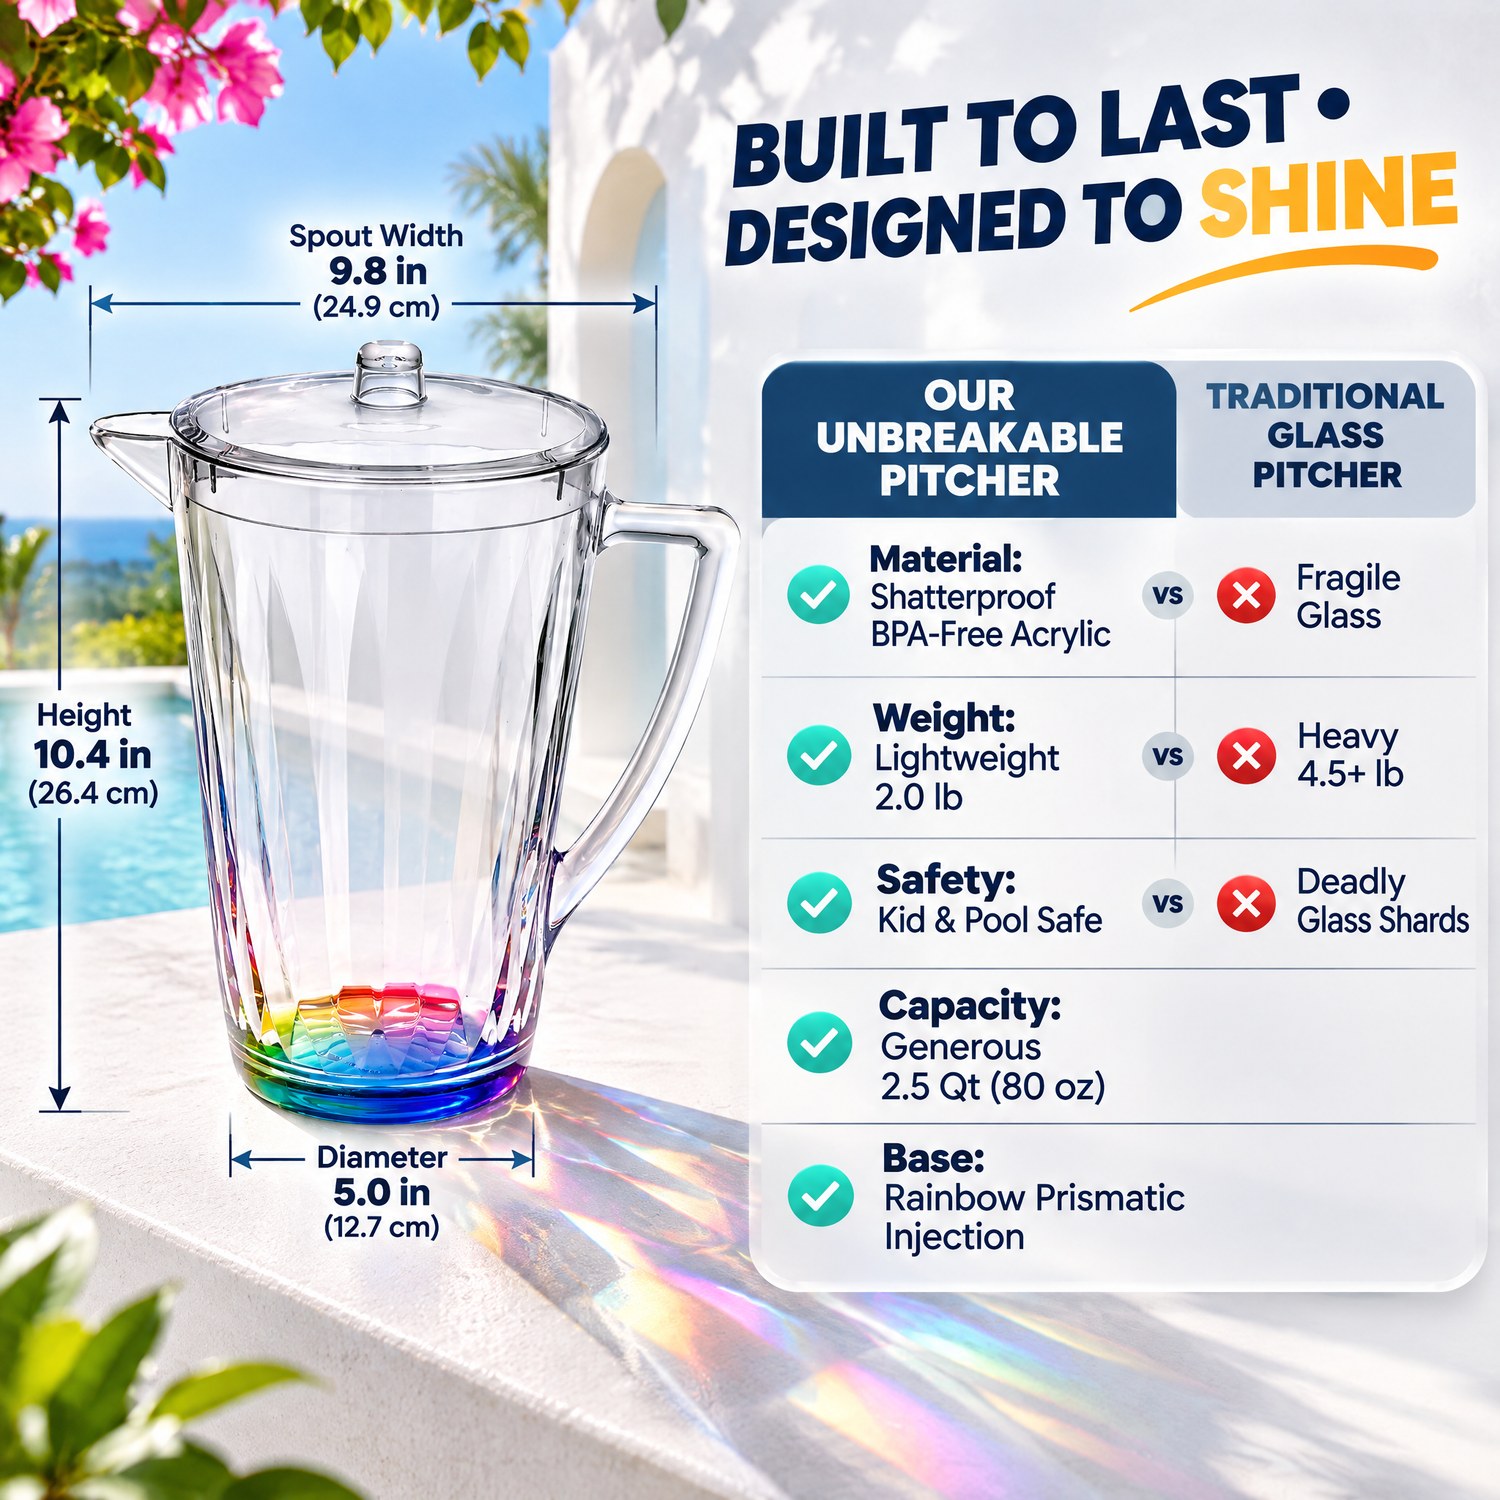 BUILT TO LAST •
DESIGNED TO SHINE
Spout Width
9.8 in
(24.9 cm)
Height
10.4 in
(26.4 cm)
Diameter
5.0 in
(12.7 cm)
OUR
UNBREAKABLE
PITCHER
TRADITIONAL
GLASS
PITCHER
Material:
Shatterproof
BPA-Free Acrylic
VS
Fragile
Glass
Weight:
Lightweight
2.0 lb
VS
Heavy
4.5+ lb
Safety:
Kid & Pool Safe
VS
Deadly
Glass Shards
Capacity:
Generous
2.5 Qt (80 oz)
Base:
Rainbow Prismatic
Injection